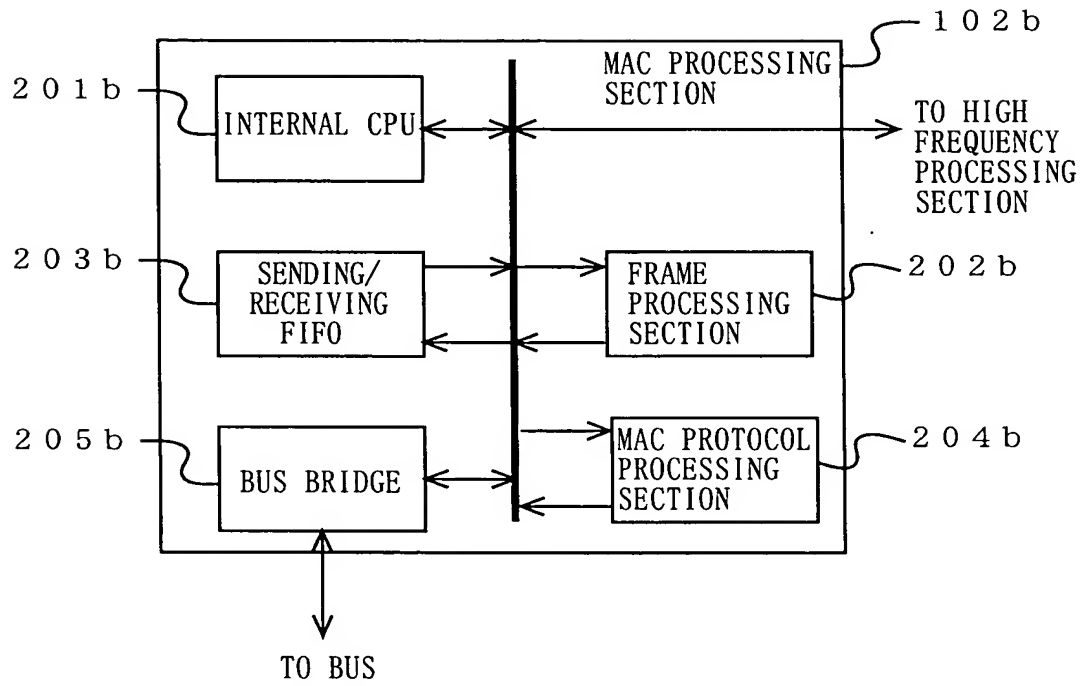 102b
MAC PROCESSING
SECTION
201b
INTERNAL CPU
TO HIGH
FREQUENCY
PROCESSING
SECTION
203b
SENDING/
RECEIVING
FIFO
FRAME
PROCESSING
SECTION
202b
205b
BUS BRIDGE
MAC PROTOCOL
PROCESSING
SECTION
204b
TO BUS